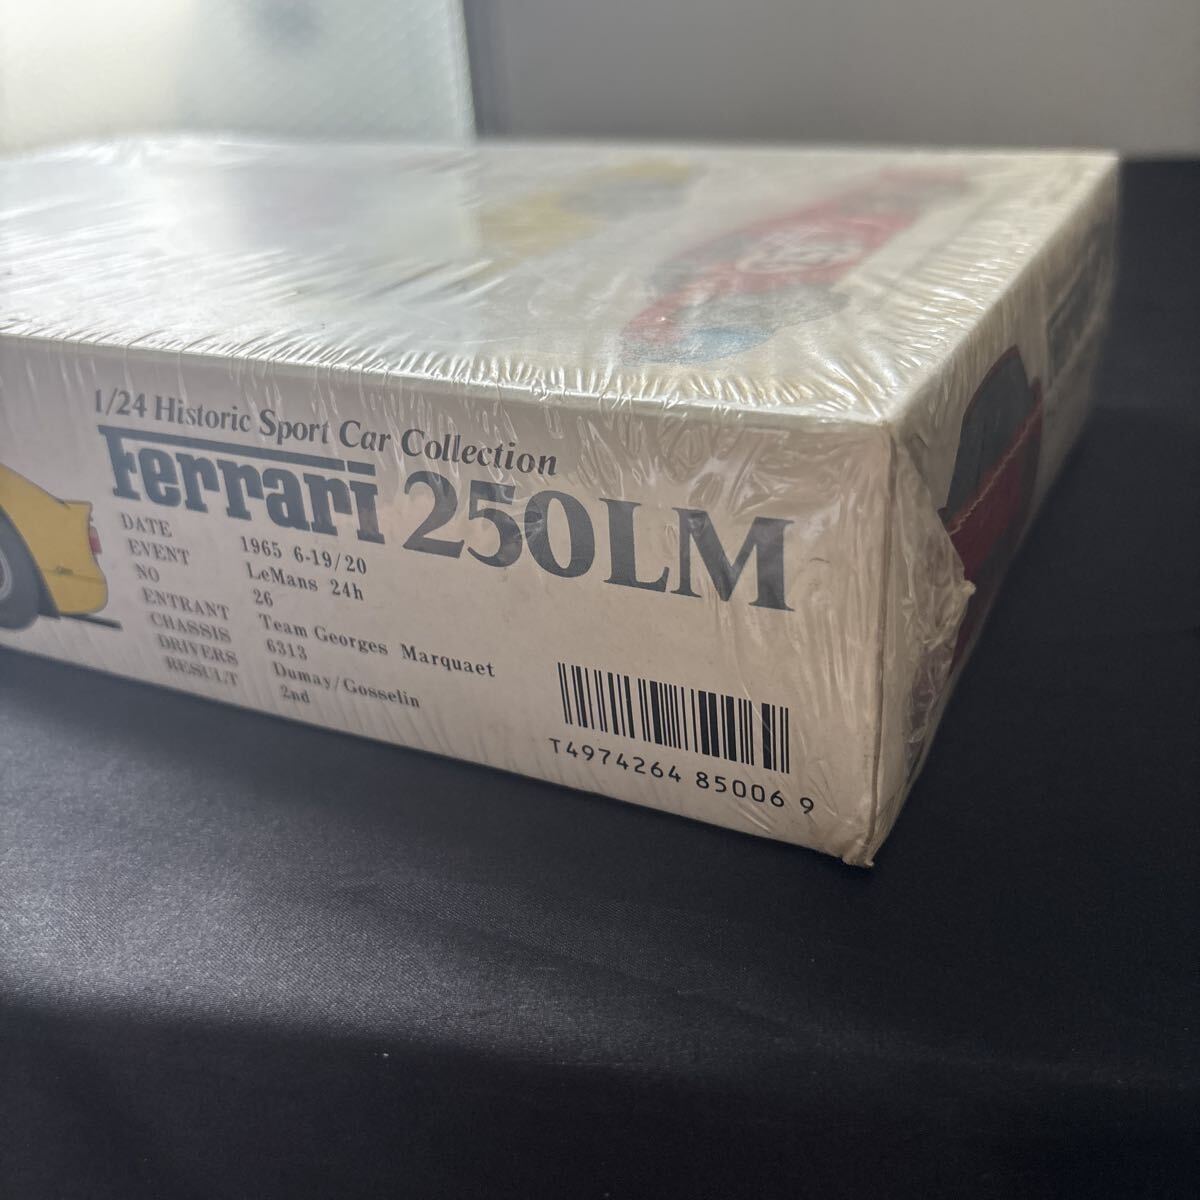 1/24 Historic Sport Car Collection
Ferrari 250LM
DATE 1965 6-19/20
EVENT LeMans 24h
NO 26
ENTRANT Team Georges Marquaet
CHASSIS 6313
DRIVERS Dumay/Gosselin
RESULT 2nd
T4974264 85006 9